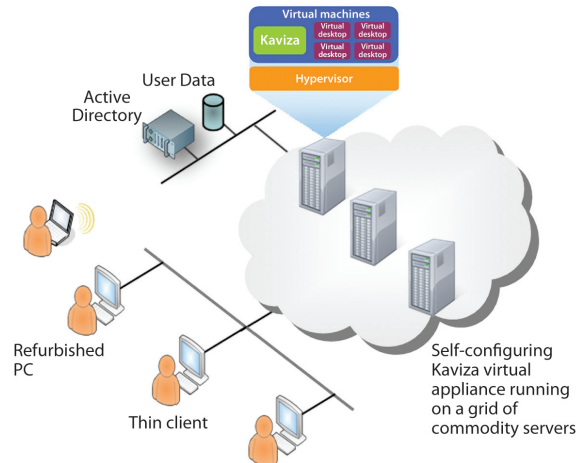 Virtual machines
Kaviza
Virtual desktop
Virtual desktop
Virtual desktop
Virtual desktop
Hypervisor
User Data
Active
Directory
Refurbished
PC
Thin client
Self-configuring
Kaviza virtual
appliance running
on a grid of
commodity servers